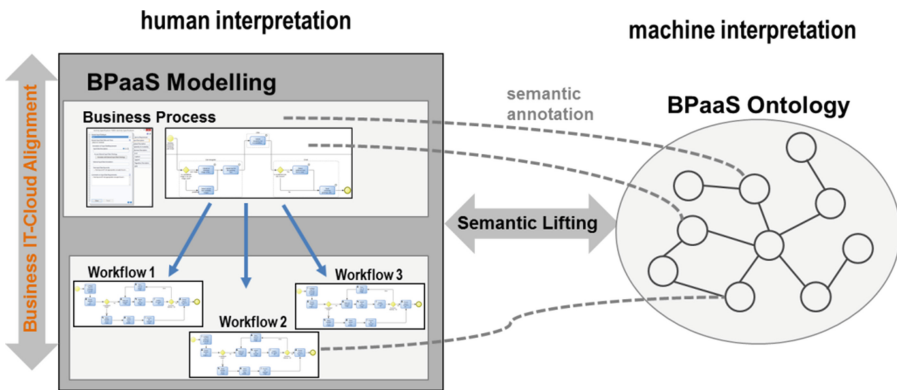 human interpretation
machine interpretation
Business IT-Cloud Alignment
BPaaS Modelling
Business Process
semantic
annotation
BPaaS Ontology
Semantic Lifting
Workflow 1
Workflow 3
Workflow 2